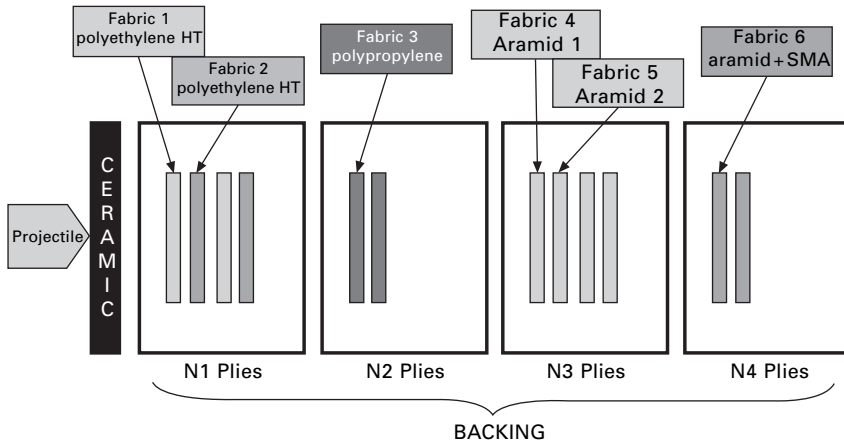 Fabric 1
polyethylene HT
Fabric 2
polyethylene HT
Fabric 3
polypropylene
Fabric 4
Aramid 1
Fabric 5
Aramid 2
Fabric 6
aramid+SMA
Projectile
CERAMIC
N1 Plies
N2 Plies
N3 Plies
N4 Plies
BACKING